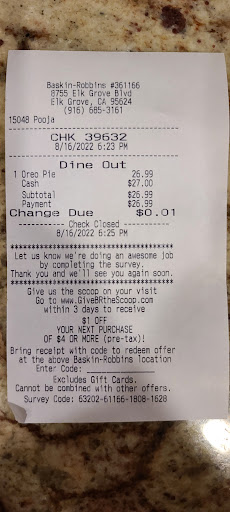 Baskin-Robbins #361166
8755 Elk Grove Blvd
Elk Grove, CA 95624
(916) 685-3161
15048 Pooja
CHK 39632
8/16/2022 6:23 PM
Dine Out
1 Oreo Pie 26.99
Cash $27.00
Subtotal $26.99
Payment $26.99
Change Due $0.01
---------- Check Closed ----------
8/16/2022 6:25 PM
****************************************
Let us know we're doing an awesome job
by completing the survey.
Thank you and we'll see you again soon.
****************************************
Give us the scoop on your visit
Go to www.GiveBRtheScoop.com
within 3 days to receive
$1 OFF
YOUR NEXT PURCHASE
OF $4 OR MORE (pre-tax)!
Bring receipt with code to redeem offer
at the above Baskin-Robbins location
Enter Code: ______________
Excludes Gift Cards.
Cannot be combined with other offers.
Survey Code: 63202-61166-1808-1628